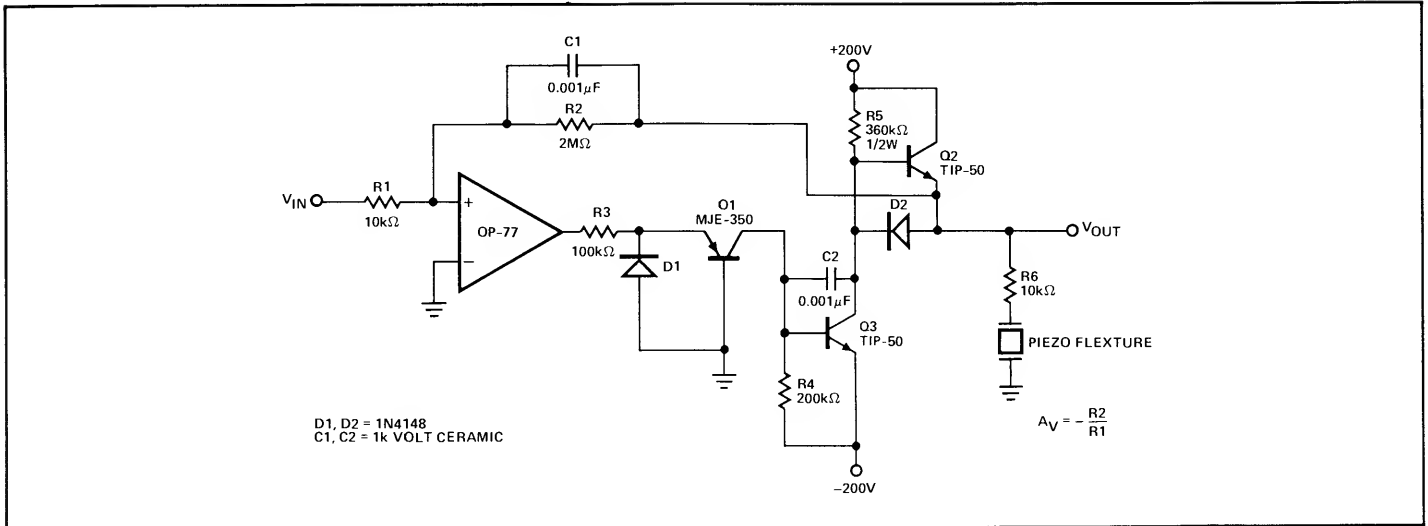 C1
0.001μF
R2
2MΩ
+200V
R5
360kΩ
1/2W
Q2
TIP-50
VIN
R1
10kΩ
+
−
OP-77
R3
100kΩ
D1
O1
MJE-350
C2
0.001μF
D2
VOUT
R6
10kΩ
PIEZO FLEXTURE
Q3
TIP-50
R4
200kΩ
D1, D2 = 1N4148
C1, C2 = 1k VOLT CERAMIC
AV = − R2
R1
−200V